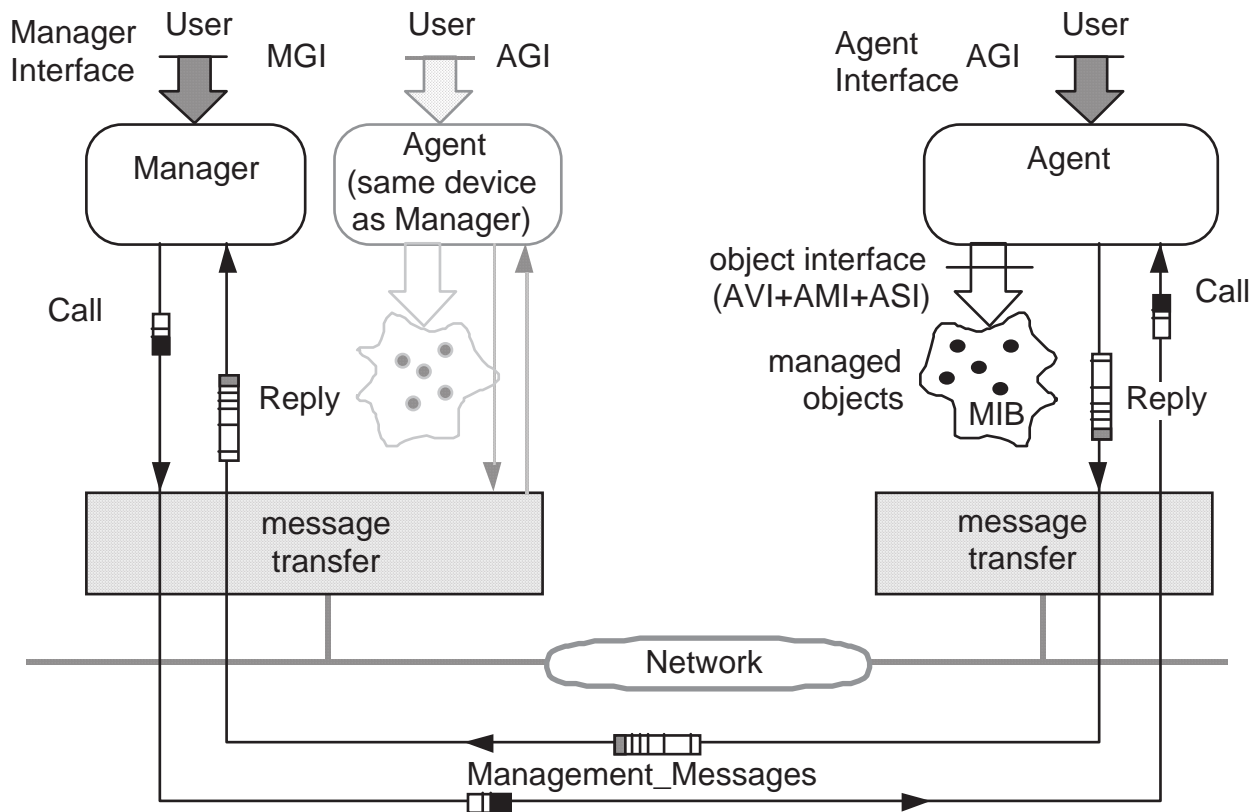 Manager
Interface
User
MGI
User
AGI
Agent
Interface
AGI
User
Manager
Agent
(same device
as Manager)
Agent
object interface
(AVI+AMI+ASI)
Call
Call
managed
objects
MIB
Reply
Reply
message
transfer
message
transfer
Network
Management_Messages